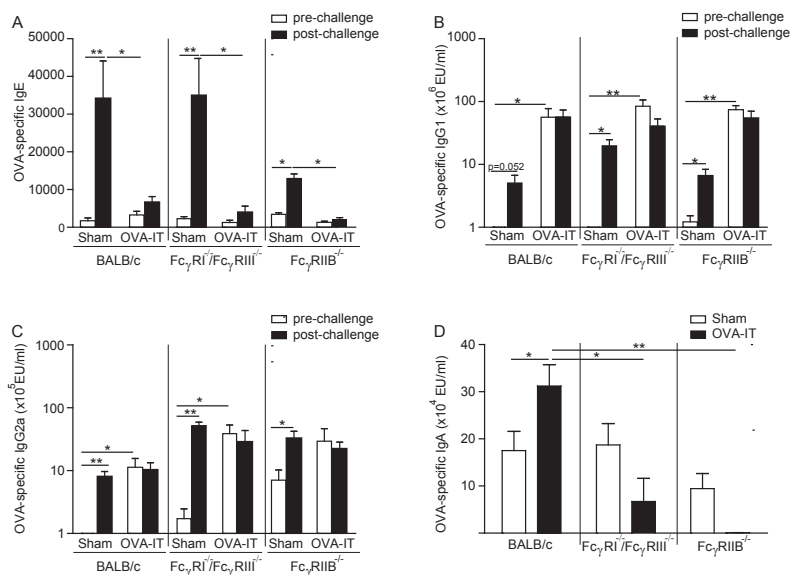 A
pre-challenge
post-challenge
OVA-specific IgE
50000
40000
30000
20000
10000
0
** * ** * * *
Sham OVA-IT Sham OVA-IT Sham OVA-IT
BALB/c FcγRI-/-/FcγRIII-/- FcγRIIB-/-
B
pre-challenge
post-challenge
OVA-specific IgG1 (x10⁶ EU/ml)
1000
100
10
1
* ** **
p=0.052 * *
Sham OVA-IT Sham OVA-IT Sham OVA-IT
BALB/c FcγRI-/-/FcγRIII-/- FcγRIIB-/-
C
pre-challenge
post-challenge
OVA-specific IgG2a (x10⁵EU/ml)
1000
100
10
1
* ** * ** *
Sham OVA-IT Sham OVA-IT Sham OVA-IT
BALB/c FcγRI-/-/FcγRIII-/- FcγRIIB-/-
D
Sham
OVA-IT
OVA-specific IgA (x10⁴ EU/ml)
40
30
20
10
* * **
BALB/c FcγRI-/-/FcγRIII-/- FcγRIIB-/-